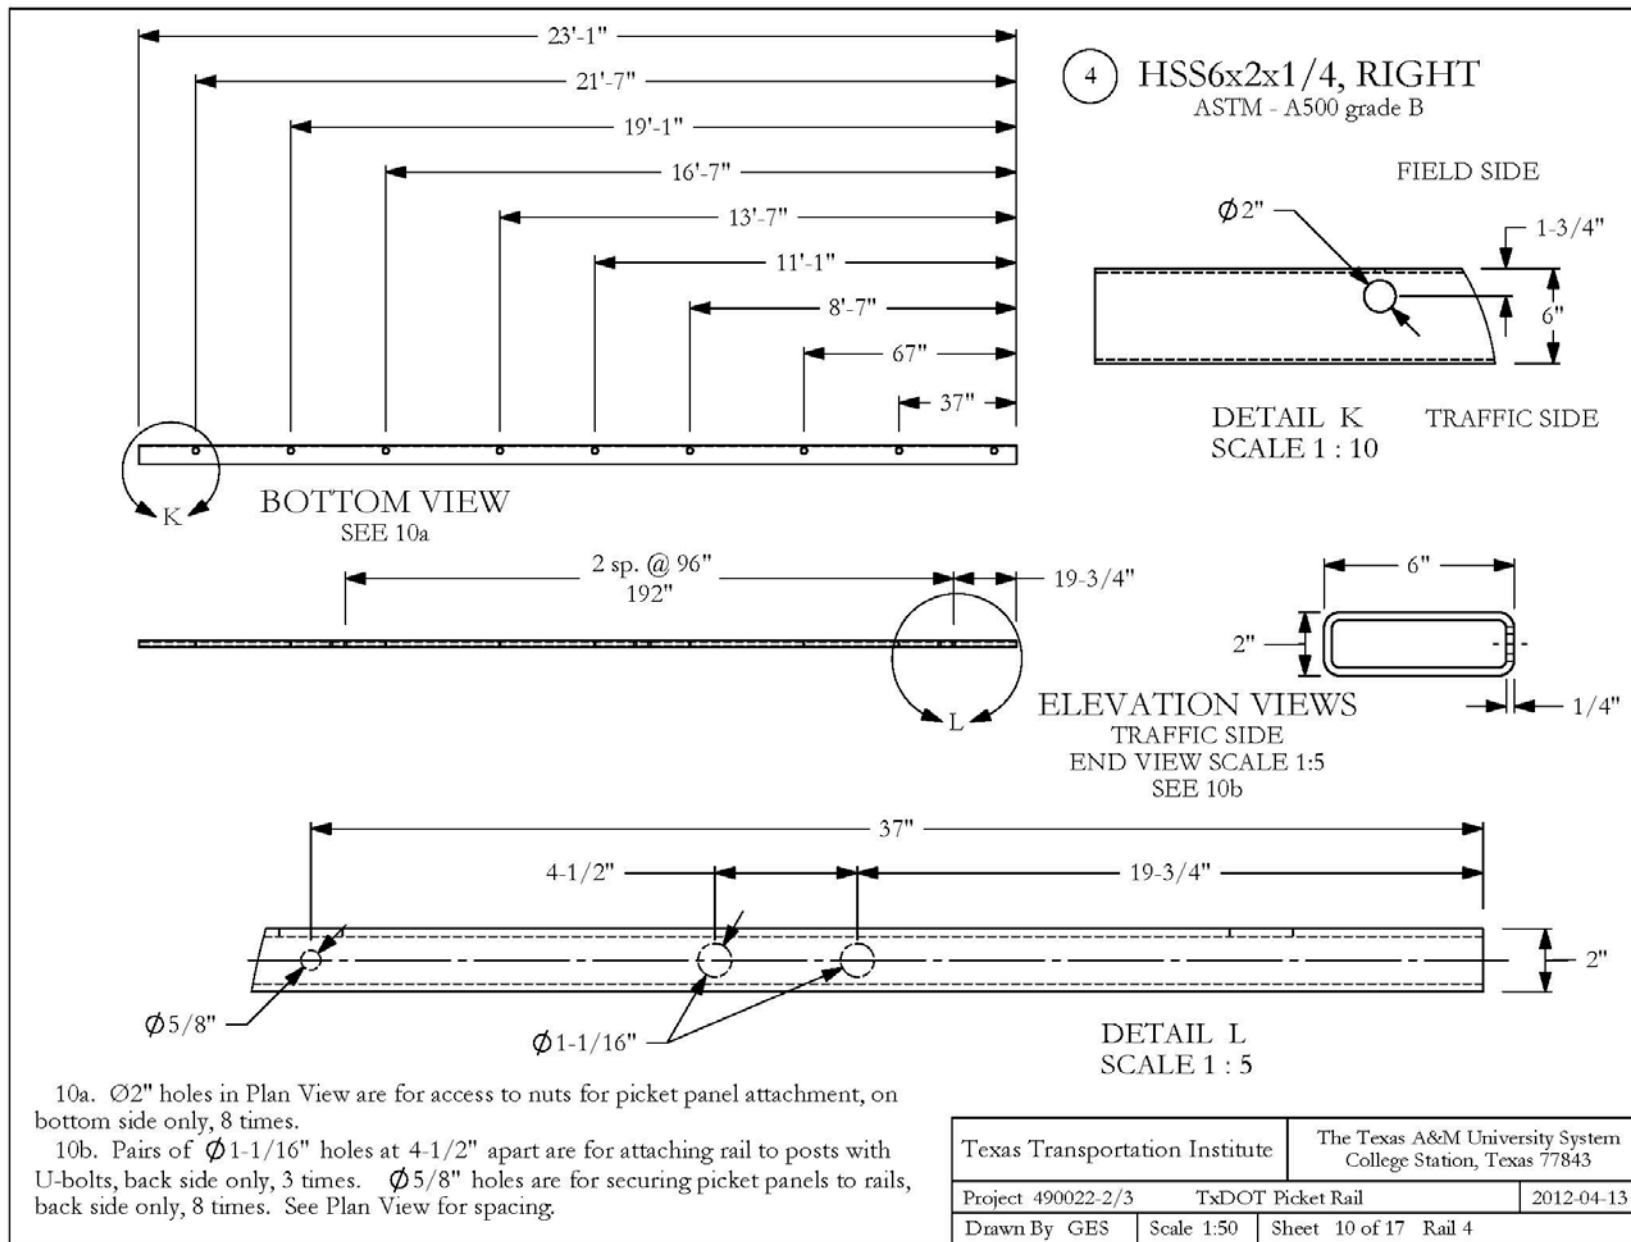 23'-1"
21'-7"
19'-1"
16'-7"
13'-7"
11'-1"
8'-7"
67"
37"
K
BOTTOM VIEW
SEE 10a
4
HSS6x2x1/4, RIGHT
ASTM - A500 grade B
FIELD SIDE
Ø2"
1-3/4"
6"
DETAIL K
SCALE 1 : 10
TRAFFIC SIDE
2 sp. @ 96"
192"
19-3/4"
L
6"
2"
1/4"
ELEVATION VIEWS
TRAFFIC SIDE
END VIEW SCALE 1:5
SEE 10b
37"
4-1/2"
19-3/4"
2"
Ø5/8"
Ø1-1/16"
DETAIL L
SCALE 1 : 5
10a. Ø2" holes in Plan View are for access to nuts for picket panel attachment, on
bottom side only, 8 times.
10b. Pairs of Ø1-1/16" holes at 4-1/2" apart are for attaching rail to posts with
U-bolts, back side only, 3 times. Ø5/8" holes are for securing picket panels to rails,
back side only, 8 times. See Plan View for spacing.
Texas Transportation Institute
The Texas A&M University System
College Station, Texas 77843
Project 490022-2/3 TxDOT Picket Rail 2012-04-13
Drawn By GES Scale 1:50 Sheet 10 of 17 Rail 4